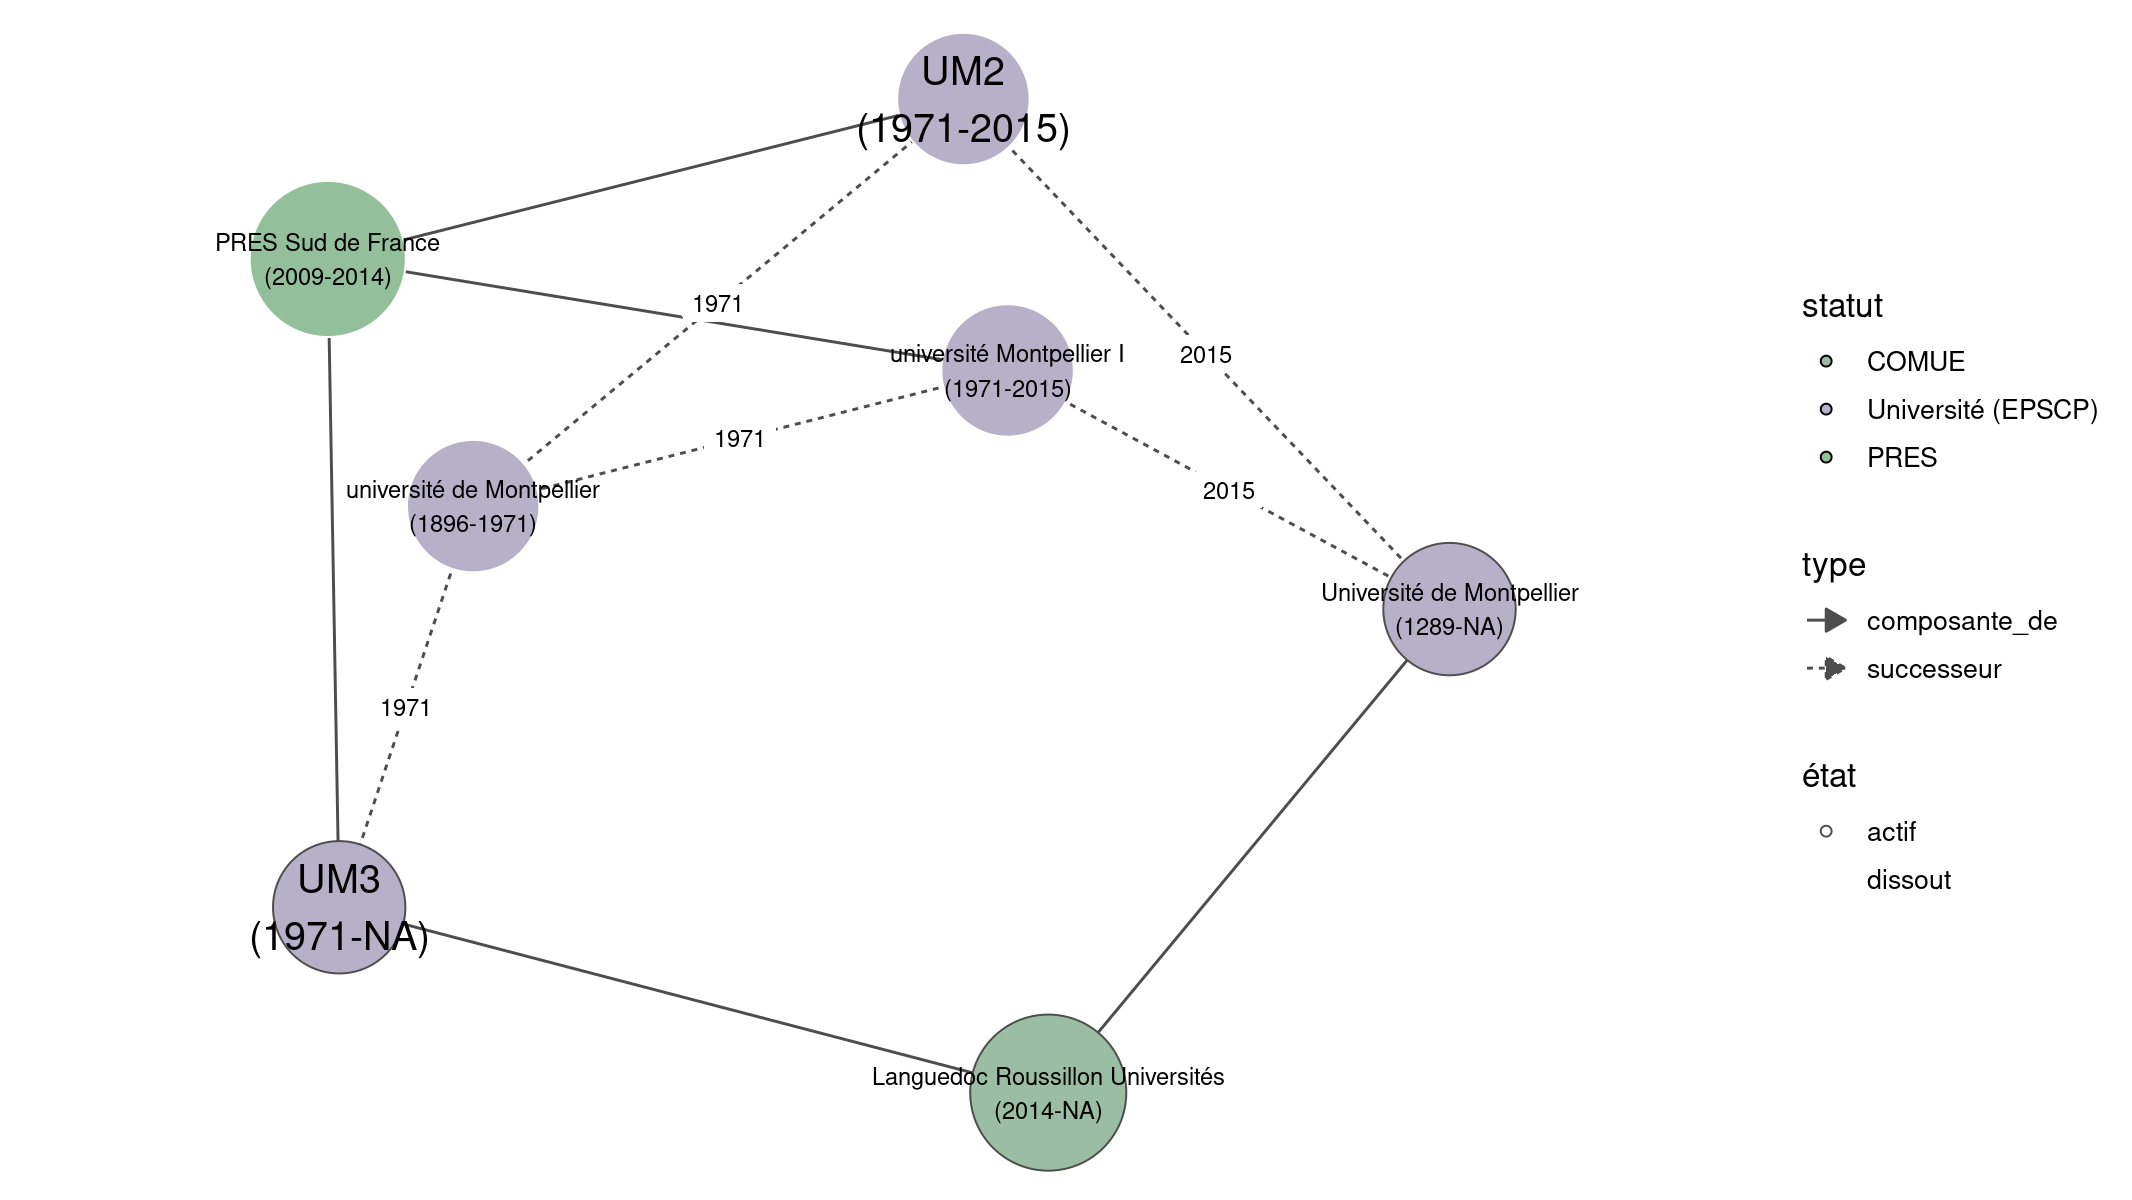 UM2
(1971-2015)
PRES Sud de France
(2009-2014)
1971
université Montpellier I
(1971-2015)
2015
1971
université de Montpellier
(1896-1971)
2015
Université de Montpellier
(1289-NA)
1971
UM3
(1971-NA)
Languedoc Roussillon Universités
(2014-NA)
statut
COMUE
Université (EPSCP)
PRES
type
composante_de
successeur
état
actif
dissout